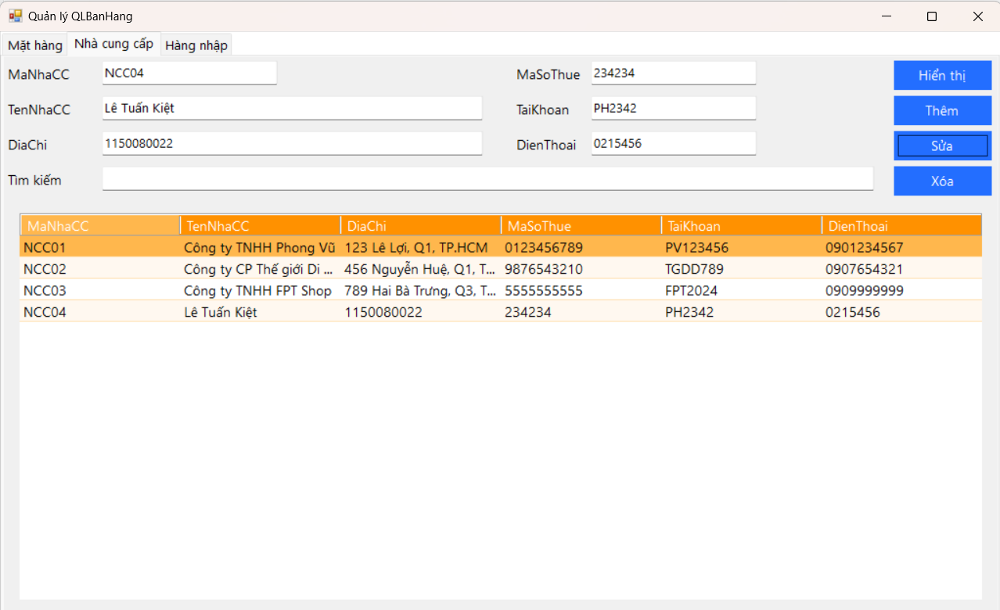 Quản lý QLBanHang
Mặt hàng Nhà cung cấp Hàng nhập
MaNhaCC NCC04 MaSoThue 234234 Hiển thị
TenNhaCC Lê Tuấn Kiệt TaiKhoan PH2342 Thêm
DiaChi 1150080022 DienThoai 0215456 Sửa
Tìm kiếm Xóa
MaNhaCC TenNhaCC DiaChi MaSoThue TaiKhoan DienThoai
NCC01 Công ty TNHH Phong Vũ 123 Lê Lợi, Q1, TP.HCM 0123456789 PV123456 0901234567
NCC02 Công ty CP Thế giới Di ... 456 Nguyễn Huệ, Q1, T... 9876543210 TGDD789 0907654321
NCC03 Công ty TNHH FPT Shop 789 Hai Bà Trưng, Q3, T... 5555555555 FPT2024 0909999999
NCC04 Lê Tuấn Kiệt 1150080022 234234 PH2342 0215456